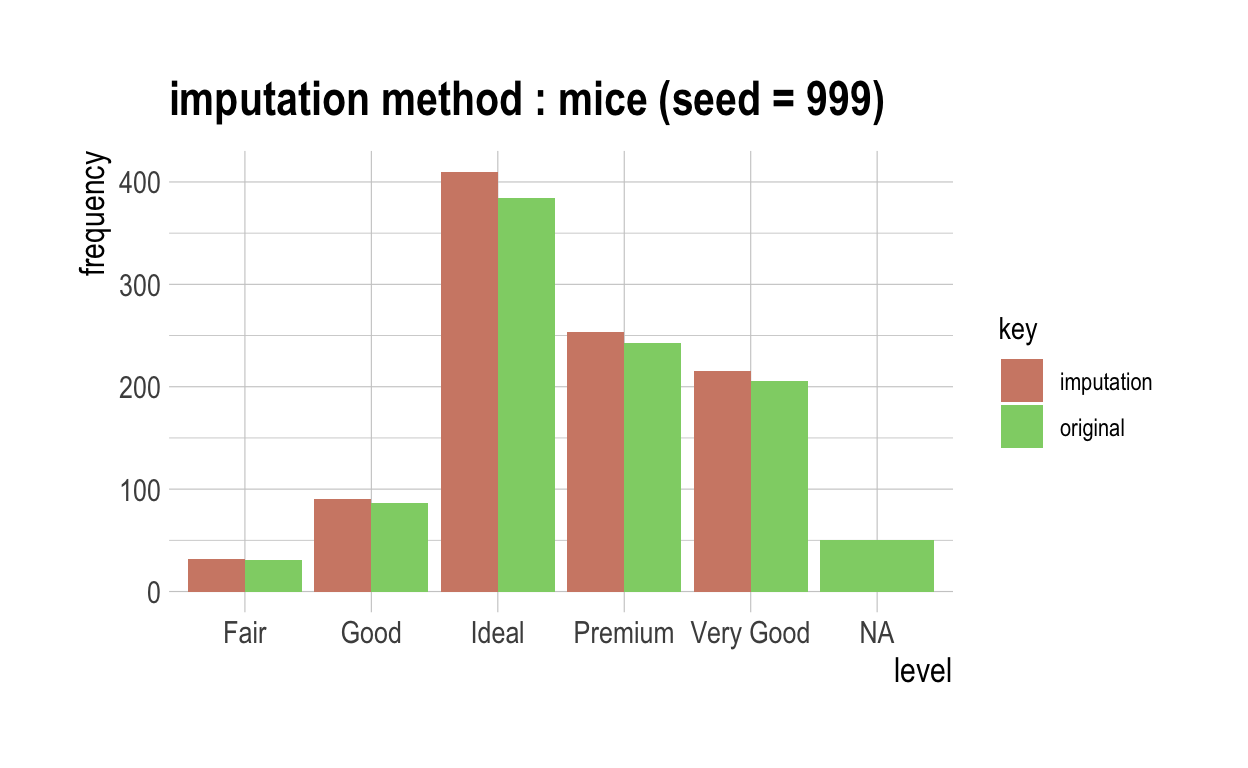 imputation method : mice (seed = 999)
frequency
400
300
200
100
0
Fair Good Ideal Premium Very Good NA
level
key
imputation
original